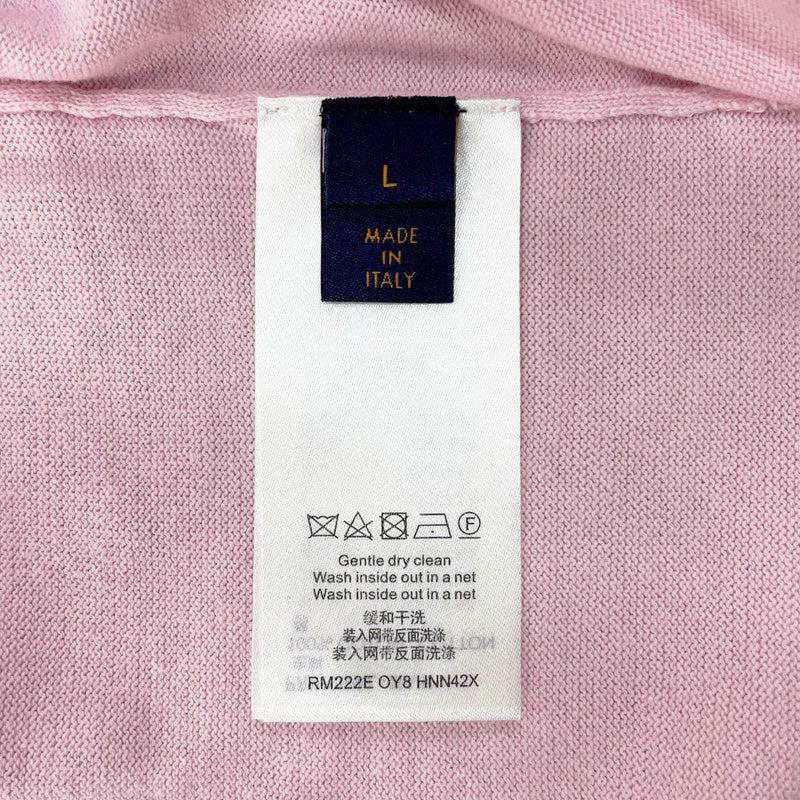 L
MADE
IN
ITALY
F
Gentle dry clean
Wash inside out in a net
Wash inside out in a net
缓和干洗
装入网带反面洗涤
装入网带反面洗涤
RM222E OY8 HNN42X